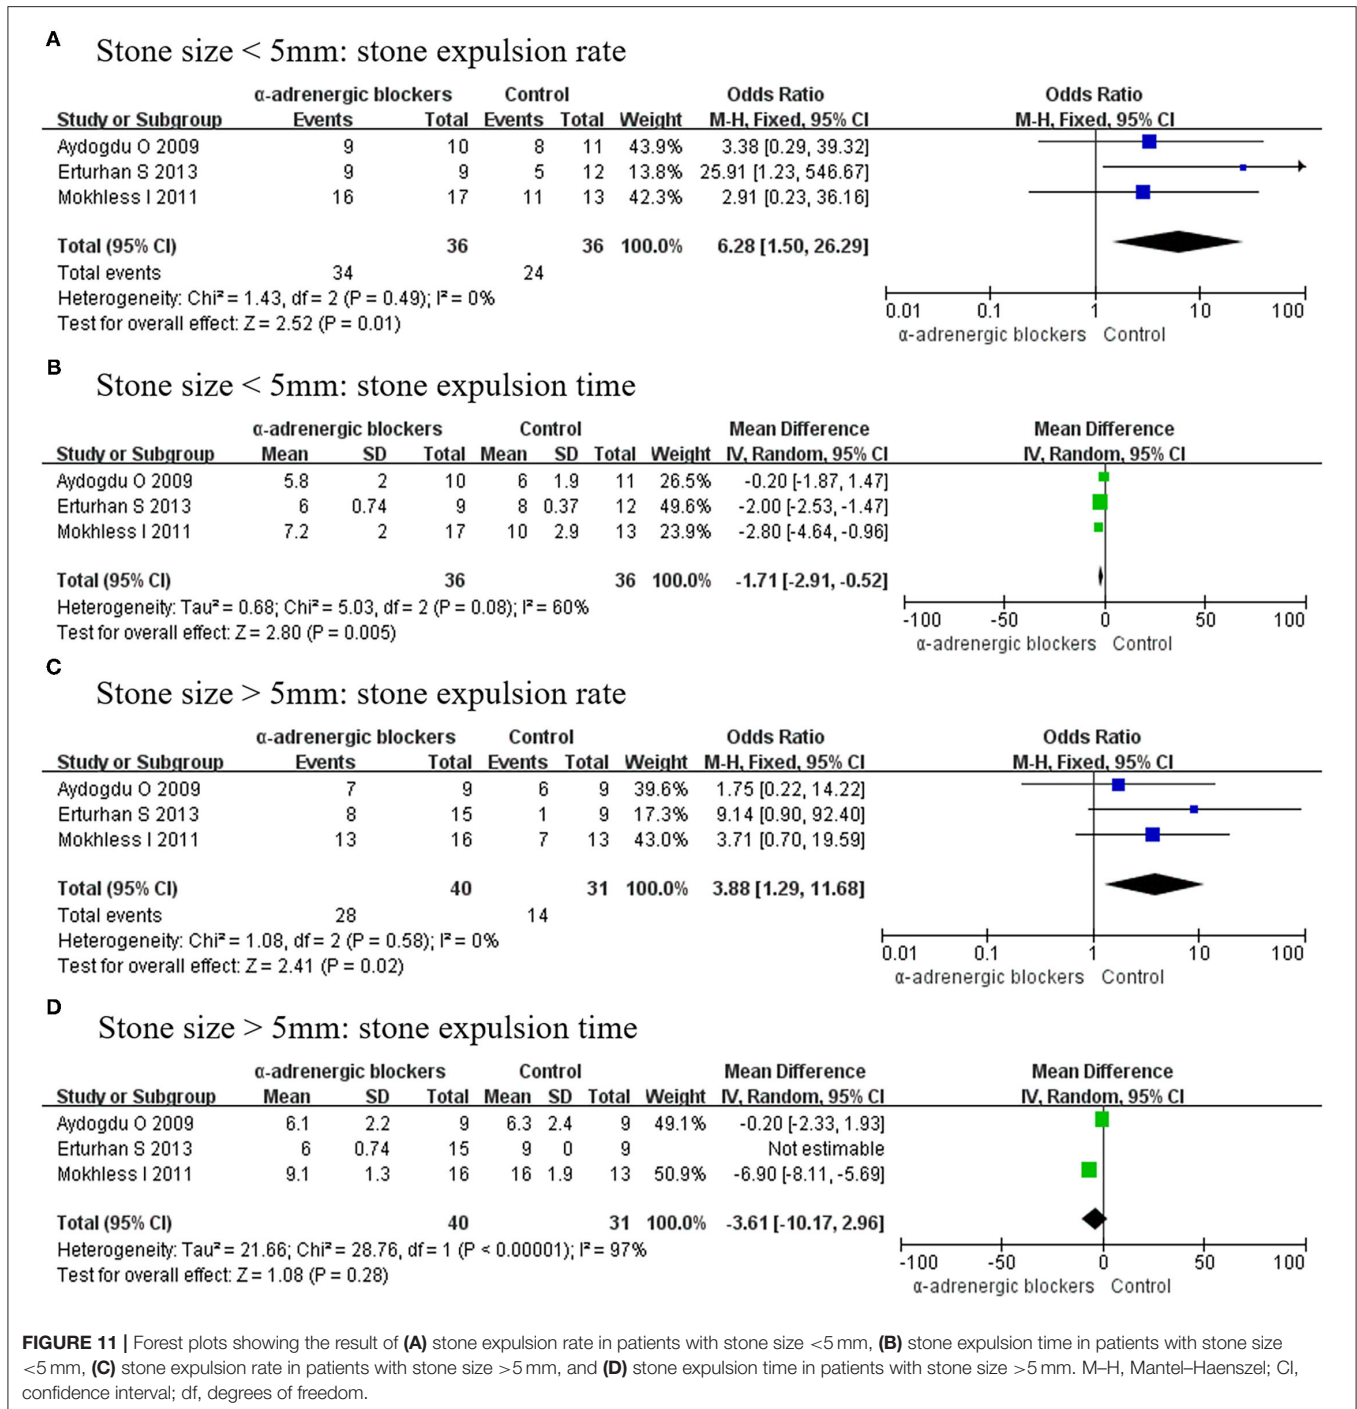 A Stone size < 5mm: stone expulsion rate
α-adrenergic blockers Control Odds Ratio Odds Ratio
Study or Subgroup Events Total Events Total Weight M-H, Fixed, 95% CI M-H, Fixed, 95% CI
Aydogdu O 2009 9 10 8 11 43.9% 3.38 [0.29, 39.32]
Erturhan S 2013 9 9 5 12 13.8% 25.91 [1.23, 546.67]
Mokhless I 2011 16 17 11 13 42.3% 2.91 [0.23, 36.16]
Total (95% CI) 36 36 100.0% 6.28 [1.50, 26.29]
Total events 34 24
Heterogeneity: Chi² = 1.43, df = 2 (P = 0.49); I² = 0%
Test for overall effect: Z = 2.52 (P = 0.01)
0.01 0.1 1 10 100
α-adrenergic blockers Control
B Stone size < 5mm: stone expulsion time
α-adrenergic blockers Control Mean Difference Mean Difference
Study or Subgroup Mean SD Total Mean SD Total Weight IV, Random, 95% CI IV, Random, 95% CI
Aydogdu O 2009 5.8 2 10 6 1.9 11 26.5% -0.20 [-1.87, 1.47]
Erturhan S 2013 6 0.74 9 8 0.37 12 49.6% -2.00 [-2.53, -1.47]
Mokhless I 2011 7.2 2 17 10 2.9 13 23.9% -2.80 [-4.64, -0.96]
Total (95% CI) 36 36 100.0% -1.71 [-2.91, -0.52]
Heterogeneity: Tau² = 0.68; Chi² = 5.03, df = 2 (P = 0.08); I² = 60%
Test for overall effect: Z = 2.80 (P = 0.005)
-100 -50 0 50 100
α-adrenergic blockers Control
C Stone size > 5mm: stone expulsion rate
α-adrenergic blockers Control Odds Ratio Odds Ratio
Study or Subgroup Events Total Events Total Weight M-H, Fixed, 95% CI M-H, Fixed, 95% CI
Aydogdu O 2009 7 9 6 9 39.6% 1.75 [0.22, 14.22]
Erturhan S 2013 8 15 1 9 17.3% 9.14 [0.90, 92.40]
Mokhless I 2011 13 16 7 13 43.0% 3.71 [0.70, 19.59]
Total (95% CI) 40 31 100.0% 3.88 [1.29, 11.68]
Total events 28 14
Heterogeneity: Chi² = 1.08, df = 2 (P = 0.58); I² = 0%
Test for overall effect: Z = 2.41 (P = 0.02)
0.01 0.1 1 10 100
α-adrenergic blockers Control
D Stone size > 5mm: stone expulsion time
α-adrenergic blockers Control Mean Difference Mean Difference
Study or Subgroup Mean SD Total Mean SD Total Weight IV, Random, 95% CI IV, Random, 95% CI
Aydogdu O 2009 6.1 2.2 9 6.3 2.4 9 49.1% -0.20 [-2.33, 1.93]
Erturhan S 2013 6 0.74 15 9 0 9 Not estimable
Mokhless I 2011 9.1 1.3 16 16 1.9 13 50.9% -6.90 [-8.11, -5.69]
Total (95% CI) 40 31 100.0% -3.61 [-10.17, 2.96]
Heterogeneity: Tau² = 21.66; Chi² = 28.76, df = 1 (P < 0.00001); I² = 97%
Test for overall effect: Z = 1.08 (P = 0.28)
-100 -50 0 50 100
α-adrenergic blockers Control
FIGURE 11 | Forest plots showing the result of (A) stone expulsion rate in patients with stone size <5 mm, (B) stone expulsion time in patients with stone size
<5 mm, (C) stone expulsion rate in patients with stone size >5 mm, and (D) stone expulsion time in patients with stone size >5 mm. M–H, Mantel–Haenszel; CI,
confidence interval; df, degrees of freedom.